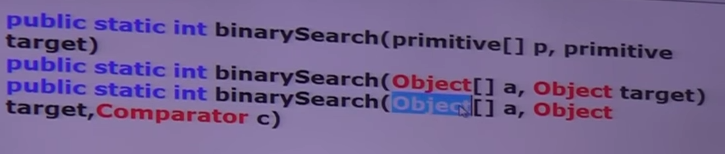 public static int binarySearch(primitive[] p, primitive
target)
public static int binarySearch(Object[] a, Object target)
public static int binarySearch(Object[] a, Object
target,Comparator c)